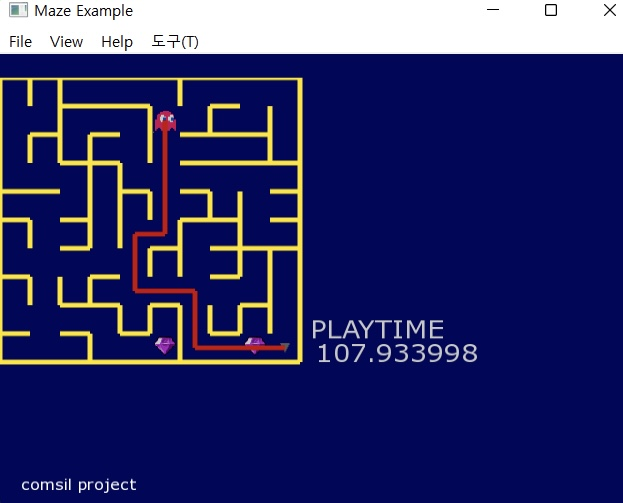 Maze Example
File View Help 도구(T)
PLAYTIME
107.933998
comsil project